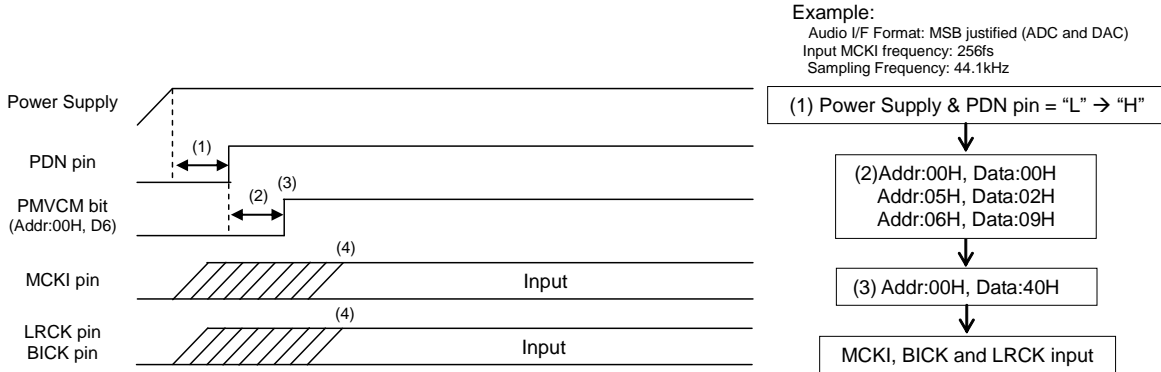 Example:
Audio I/F Format: MSB justified (ADC and DAC)
Input MCKI frequency: 256fs
Sampling Frequency: 44.1kHz
Power Supply
PDN pin
PMVCM bit
(Addr:00H, D6)
MCKI pin
LRCK pin
BICK pin
(1)
(2)
(3)
(4)
Input
(4)
Input
(1) Power Supply & PDN pin = “L” → “H”
(2)Addr:00H, Data:00H
Addr:05H, Data:02H
Addr:06H, Data:09H
(3) Addr:00H, Data:40H
MCKI, BICK and LRCK input